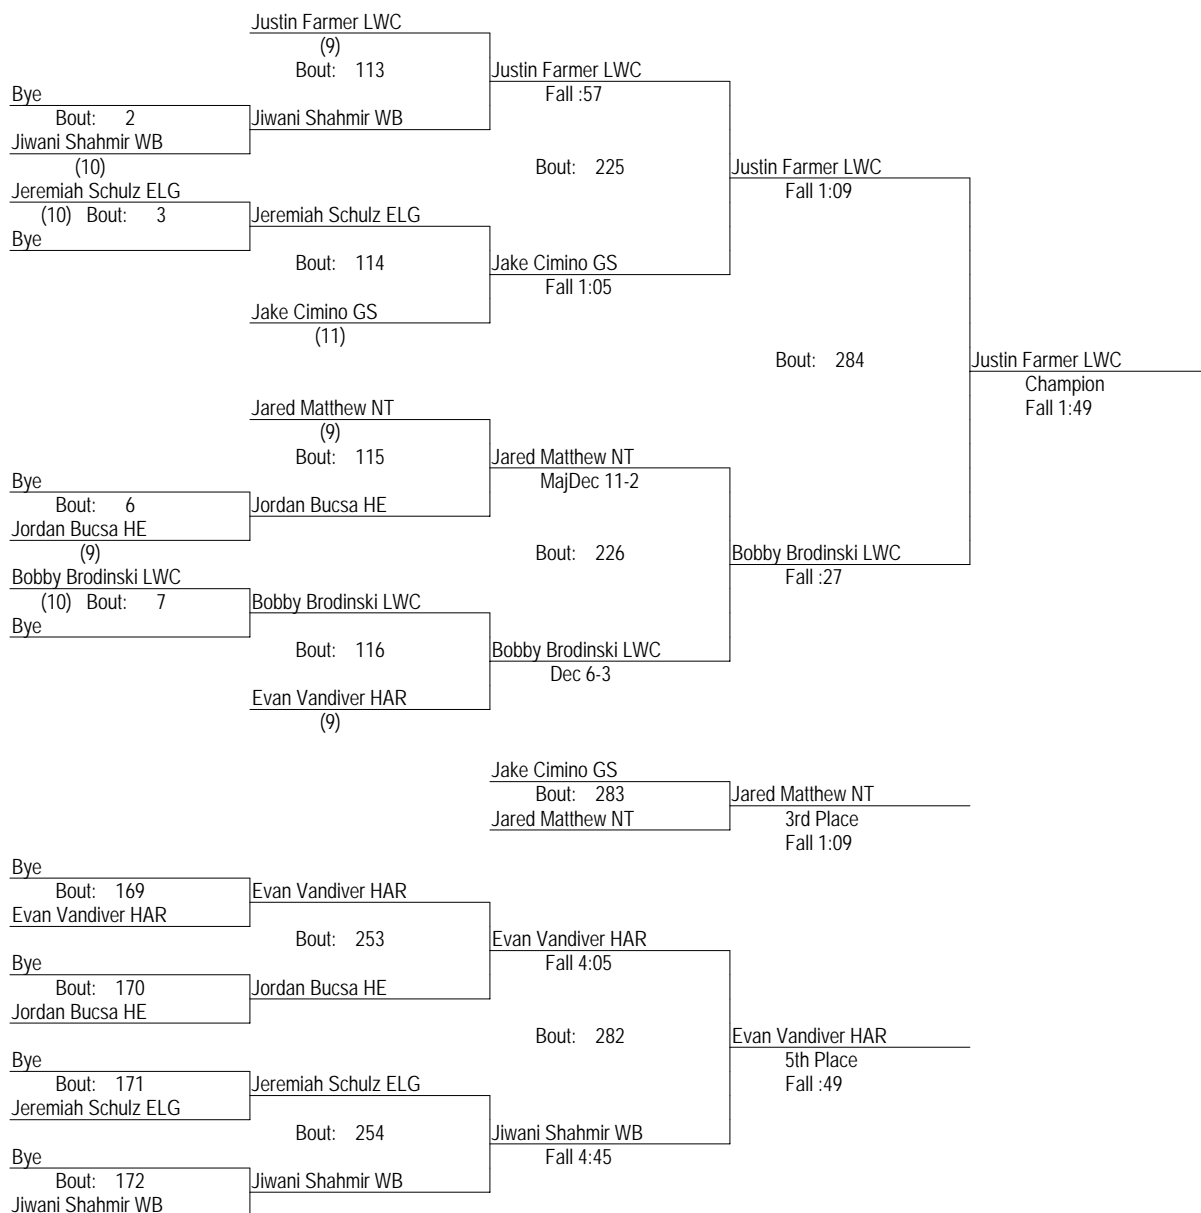 Justin Farmer LWC
(9)
Bout: 113
Justin Farmer LWC
Bye
Fall :57
Bout: 2
Jiwani Shahmir WB
Jiwani Shahmir WB
(10)
Bout: 225
Justin Farmer LWC
Jeremiah Schulz ELG
Fall 1:09
(10) Bout: 3
Jeremiah Schulz ELG
Bye
Bout: 114
Jake Cimino GS
Fall 1:05
Jake Cimino GS
(11)
Bout: 284
Justin Farmer LWC
Champion
Fall 1:49
Jared Matthew NT
(9)
Bout: 115
Jared Matthew NT
Bye
MajDec 11-2
Bout: 6
Jordan Bucsa HE
Jordan Bucsa HE
(9)
Bout: 226
Bobby Brodinski LWC
Bobby Brodinski LWC
Fall :27
(10) Bout: 7
Bobby Brodinski LWC
Bye
Bout: 116
Bobby Brodinski LWC
Dec 6-3
Evan Vandiver HAR
(9)
Jake Cimino GS
Bout: 283
Jared Matthew NT
Jared Matthew NT
3rd Place
Fall 1:09
Bye
Bout: 169
Evan Vandiver HAR
Evan Vandiver HAR
Bout: 253
Evan Vandiver HAR
Bye
Fall 4:05
Bout: 170
Jordan Bucsa HE
Jordan Bucsa HE
Bout: 282
Evan Vandiver HAR
Bye
5th Place
Bout: 171
Jeremiah Schulz ELG
Fall :49
Jeremiah Schulz ELG
Bout: 254
Jiwani Shahmir WB
Bye
Fall 4:45
Bout: 172
Jiwani Shahmir WB
Jiwani Shahmir WB